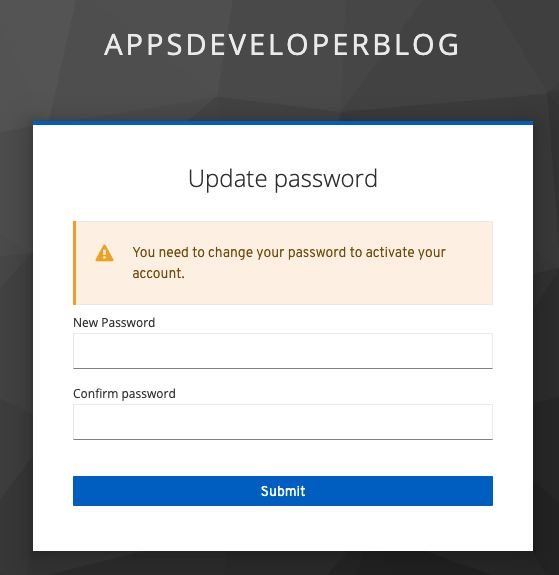 APPSDEVELOPERBLOG
Update password
You need to change your password to activate your
account.
New Password
Confirm password
Submit